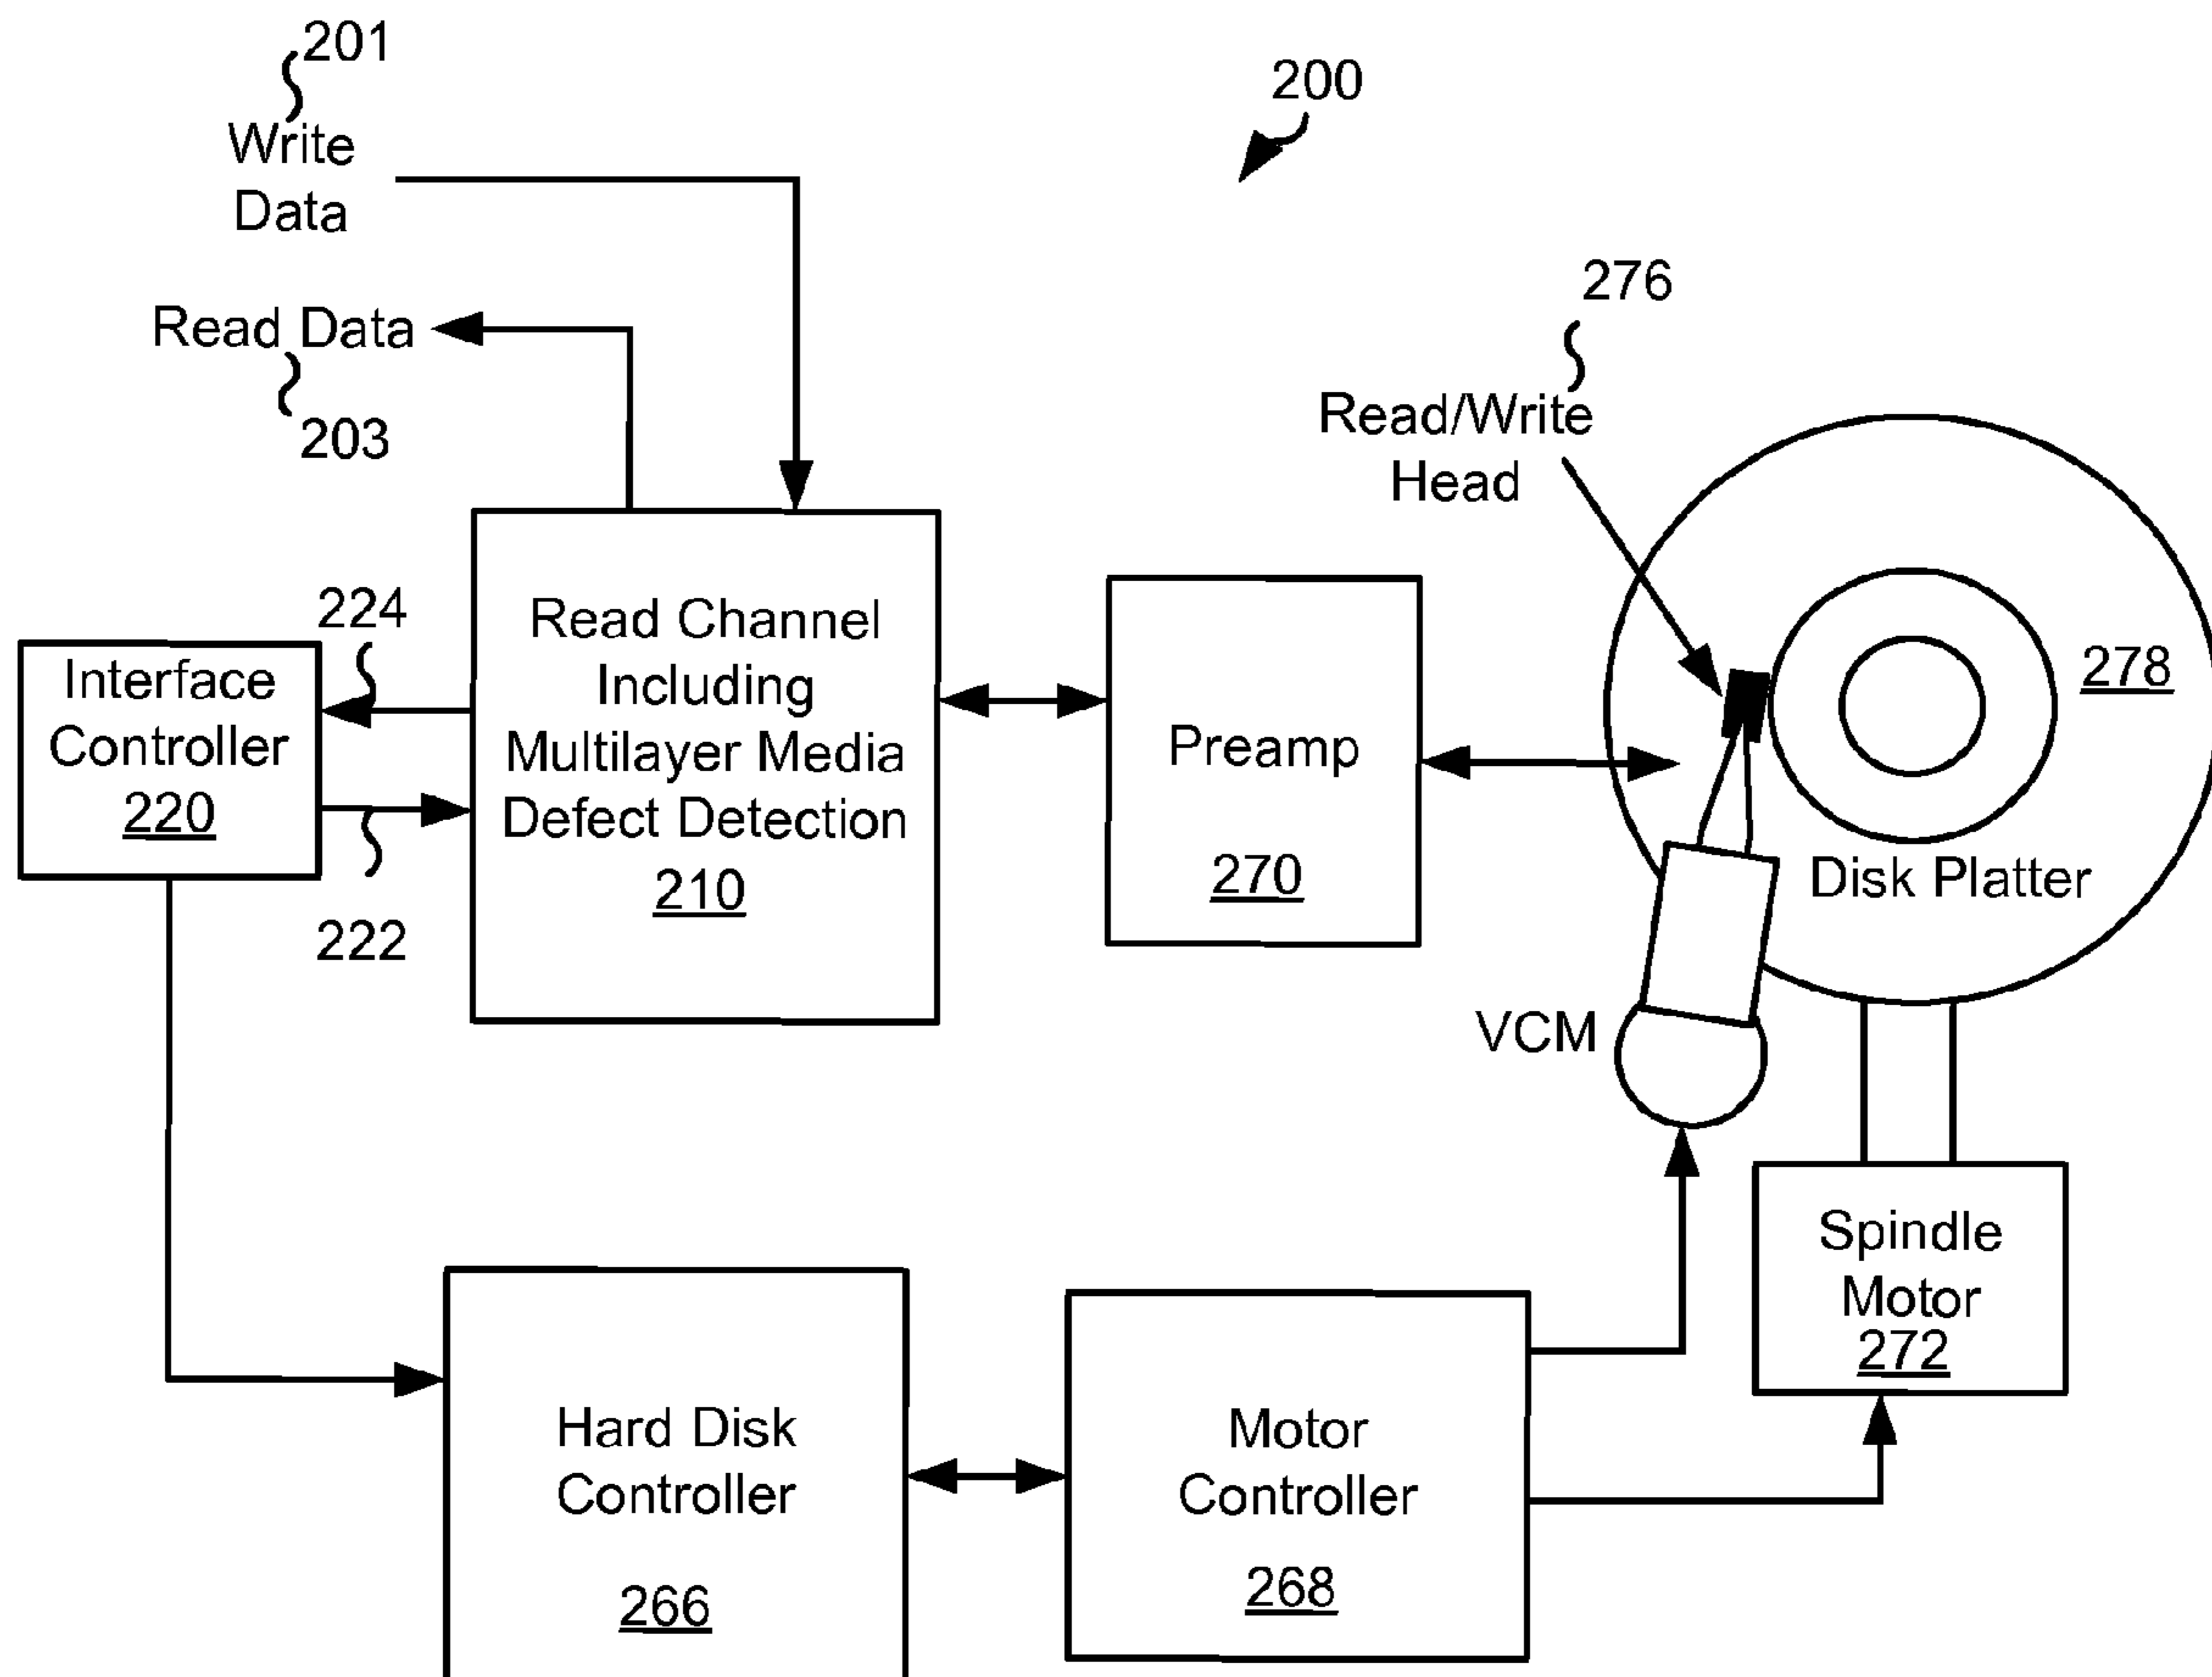 201
Write
Data
200
Read Data
203
276
Read/Write
Head
224
Interface
Controller
220
222
Read Channel
Including
Multilayer Media
Defect Detection
210
Preamp
270
278
Disk Platter
VCM
Spindle
Motor
272
Hard Disk
Controller
266
Motor
Controller
268